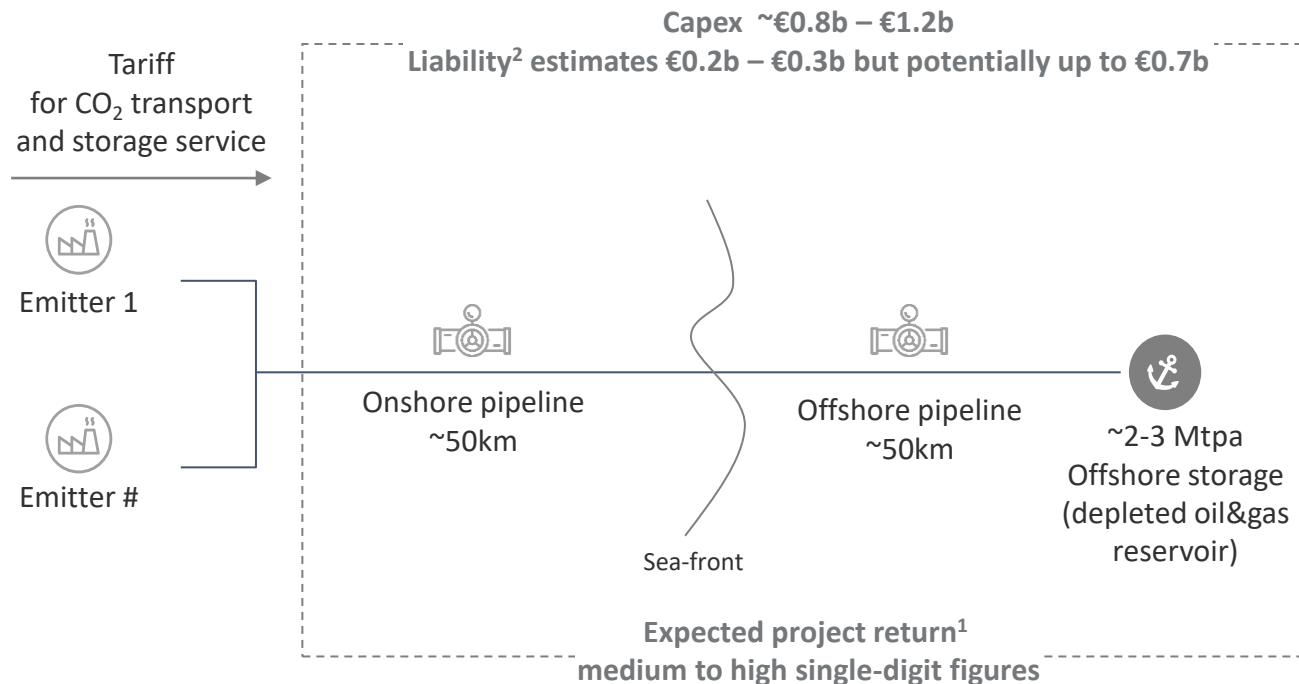 Capex ~€0.8b – €1.2b
Liability² estimates €0.2b – €0.3b but potentially up to €0.7b
Tariff
for CO₂ transport
and storage service
Emitter 1
Emitter #
Onshore pipeline
~50km
Offshore pipeline
~50km
~2-3 Mtpa
Offshore storage
(depleted oil&gas
reservoir)
Sea-front
Expected project return¹
medium to high single-digit figures